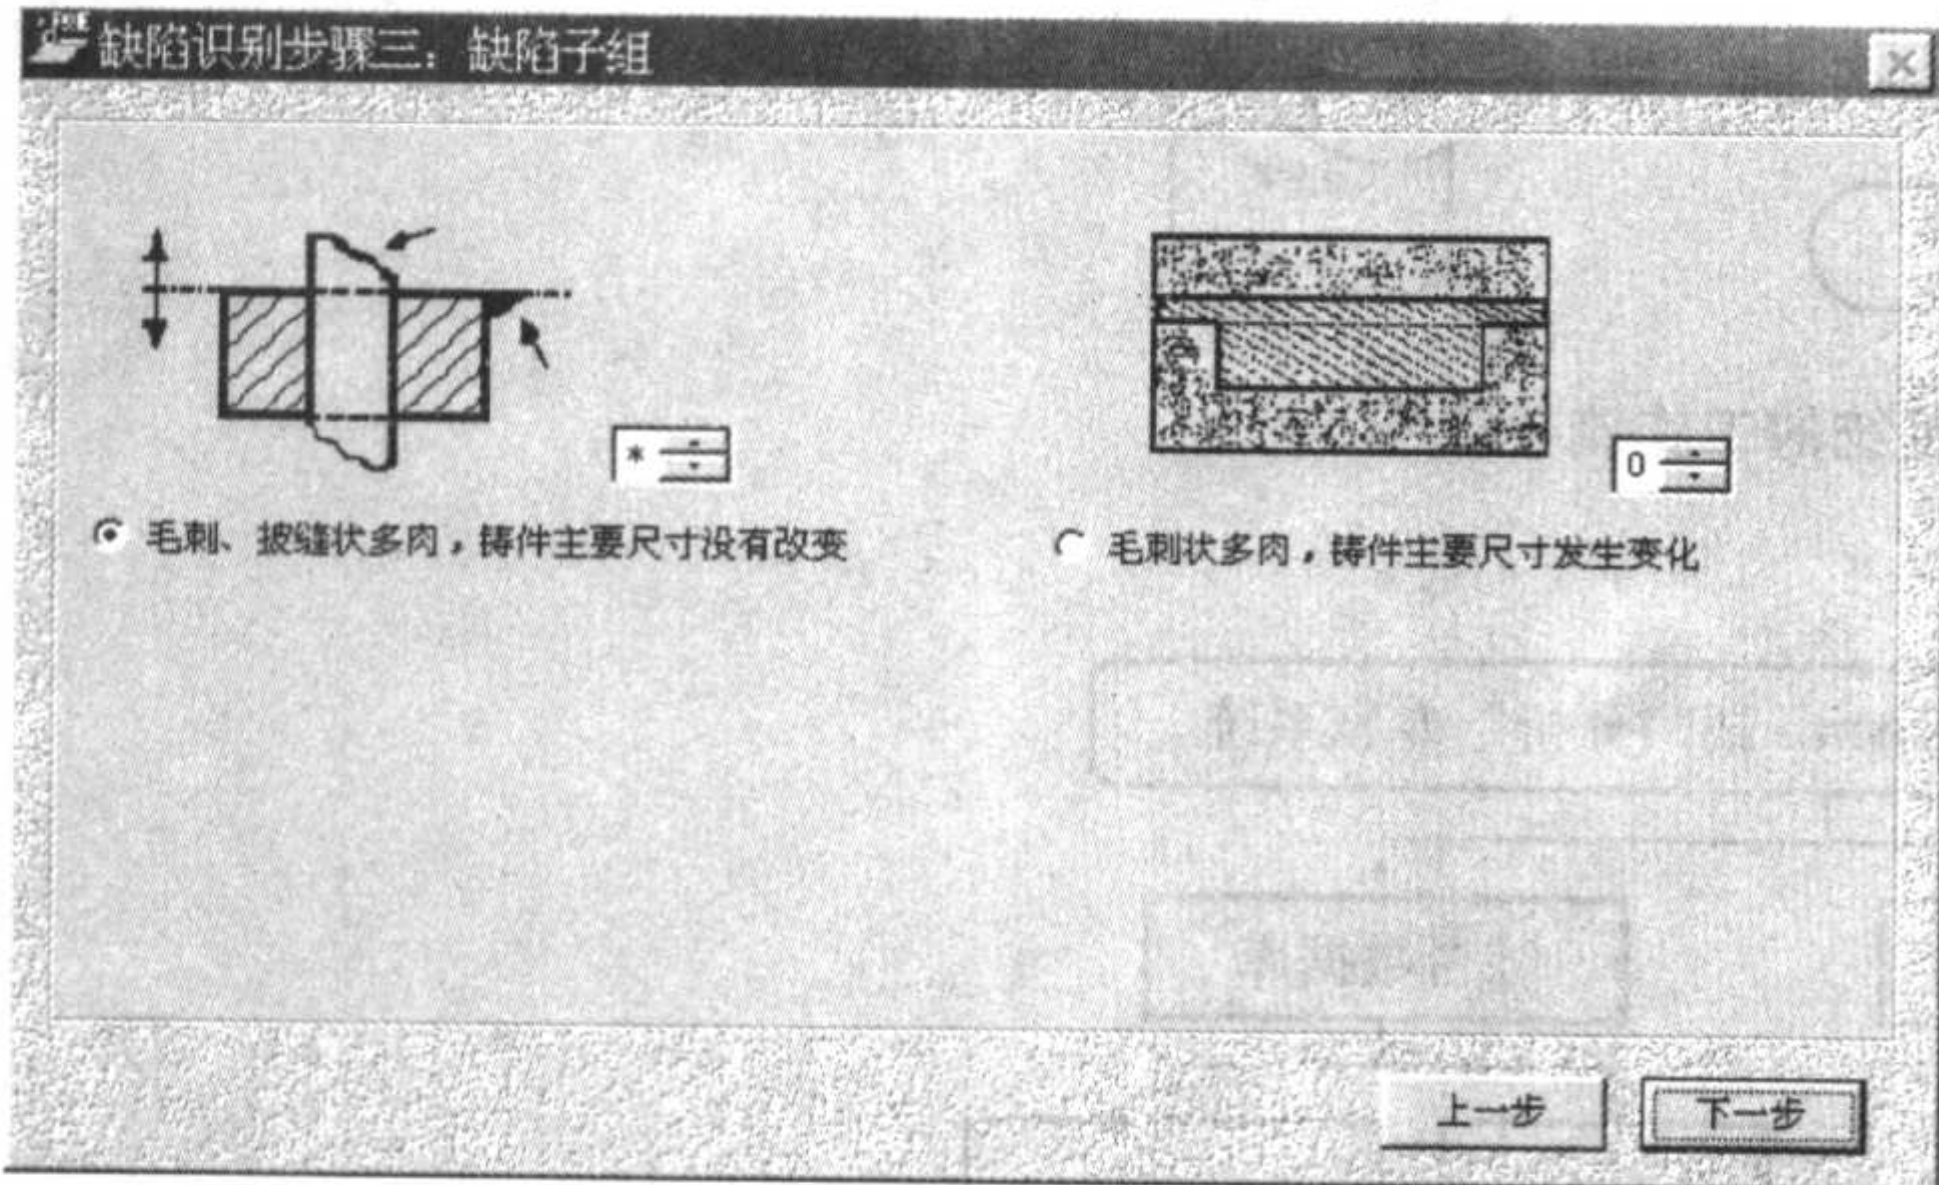 缺陷识别步骤三：缺陷子组
*
0
毛刺、披缝状多肉，铸件主要尺寸没有改变
毛刺状多肉，铸件主要尺寸发生变化
上一步
下一步